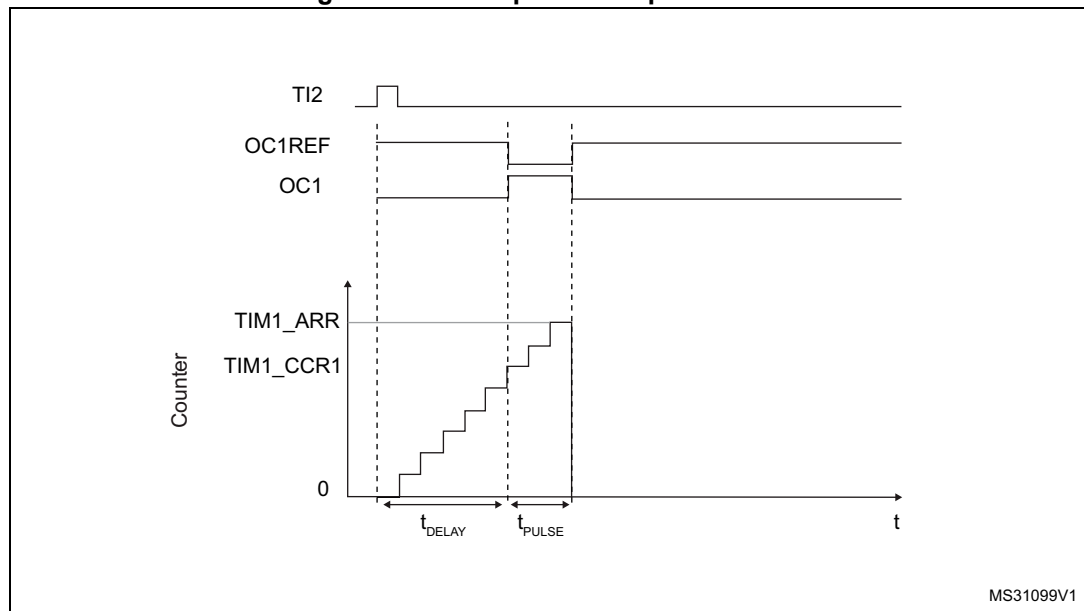 TI2
OC1REF
OC1
TIM1_ARR
TIM1_CCR1
Counter
0
tDELAY
tPULSE
t
MS31099V1